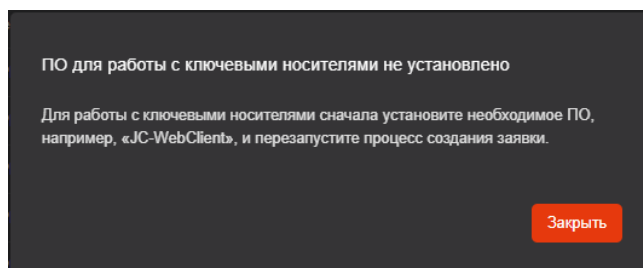 ПО для работы с ключевыми носителями не установлено
Для работы с ключевыми носителями сначала установите необходимое ПО,
например, «JC-WebClient», и перезапустите процесс создания заявки.
Закрыть